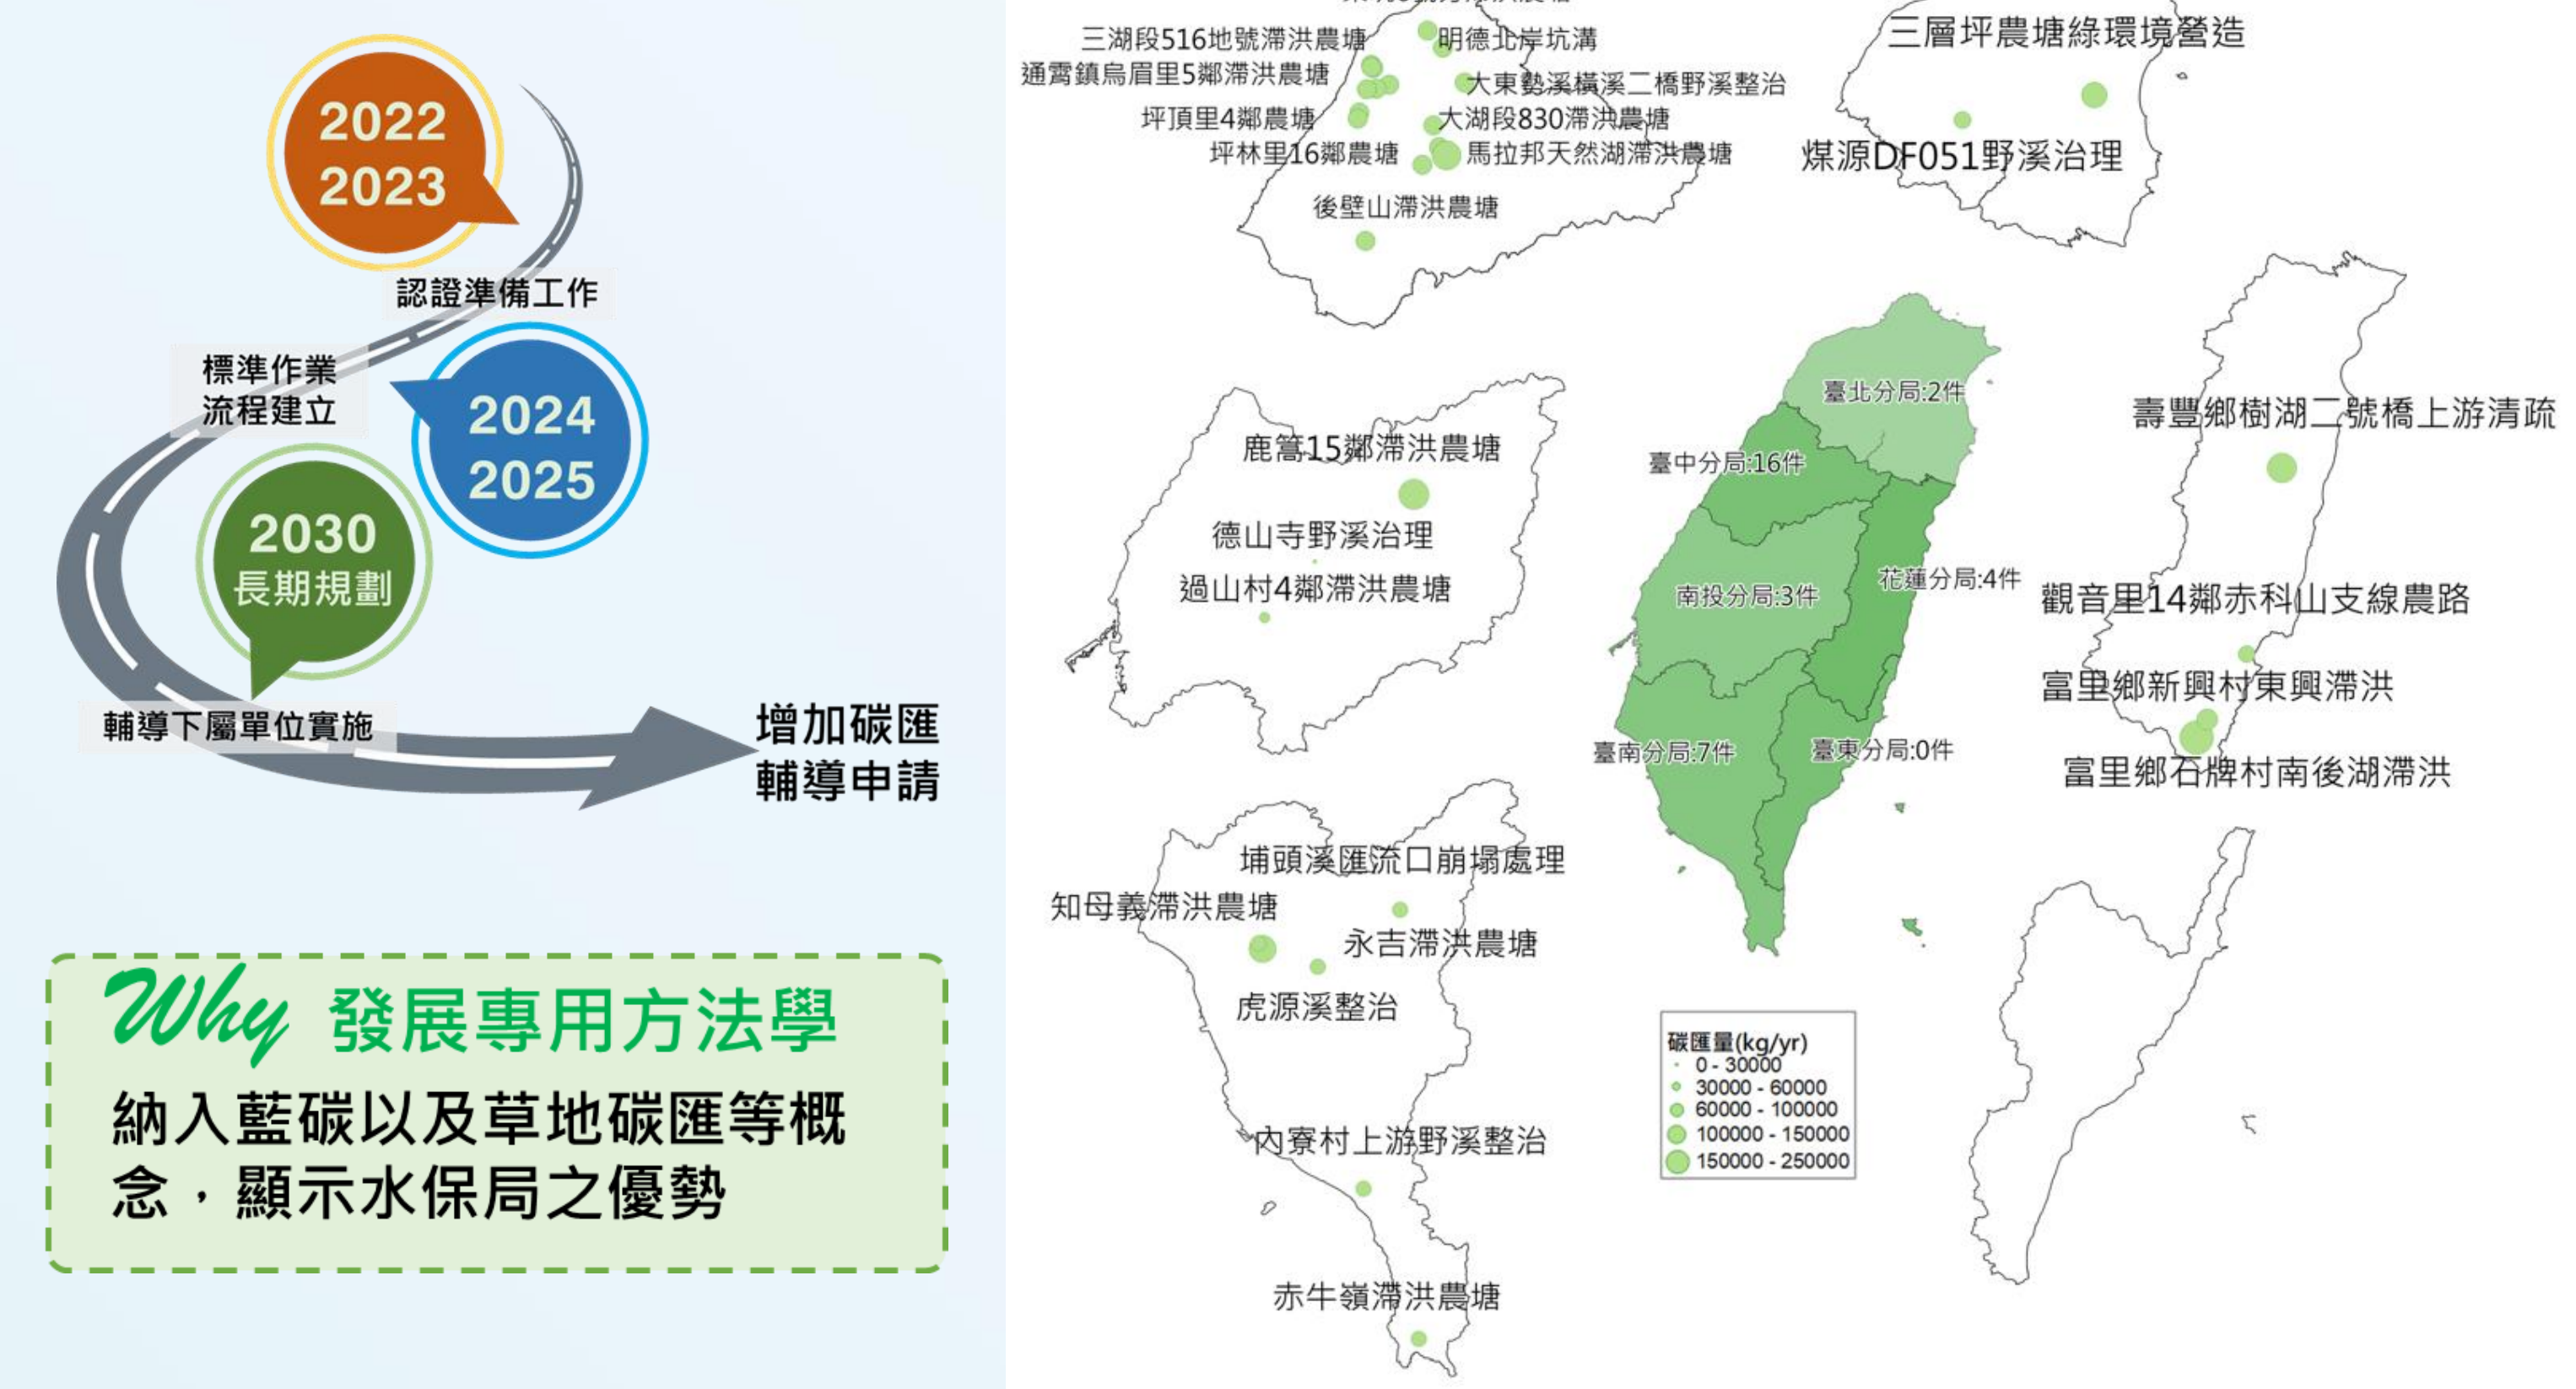 2022
2023
認證準備工作
標準作業
流程建立
2024
2025
2030
長期規劃
輔導下屬單位實施
增加碳匯
輔導申請
Why 發展專用方法學
納入藍碳以及草地碳匯等概
念，顯示水保局之優勢
三湖段516地號滯洪農塘
明德北岸坑溝
通霄鎮烏眉里5鄰滯洪農塘
大東勢溪橫溪二橋野溪整治
坪頂里4鄰農塘
大湖段830滯洪農塘
坪林里16鄰農塘
馬拉邦天然湖滯洪農塘
後壁山滯洪農塘
三層坪農塘綠環境營造
煤源DF051野溪治理
鹿篙15鄰滯洪農塘
德山寺野溪治理
過山村4鄰滯洪農塘
臺北分局:2件
臺中分局:16件
南投分局:3件
花蓮分局:4件
臺南分局:7件
臺東分局:0件
壽豐鄉樹湖二號橋上游清疏
觀音里14鄰赤科山支線農路
富里鄉新興村東興滯洪
富里鄉石牌村南後湖滯洪
埔頭溪匯流口崩塌處理
知母義滯洪農塘
永吉滯洪農塘
虎源溪整治
內寮村上游野溪整治
赤牛嶺滯洪農塘
碳匯量(kg/yr)
0 - 30000
30000 - 60000
60000 - 100000
100000 - 150000
150000 - 250000